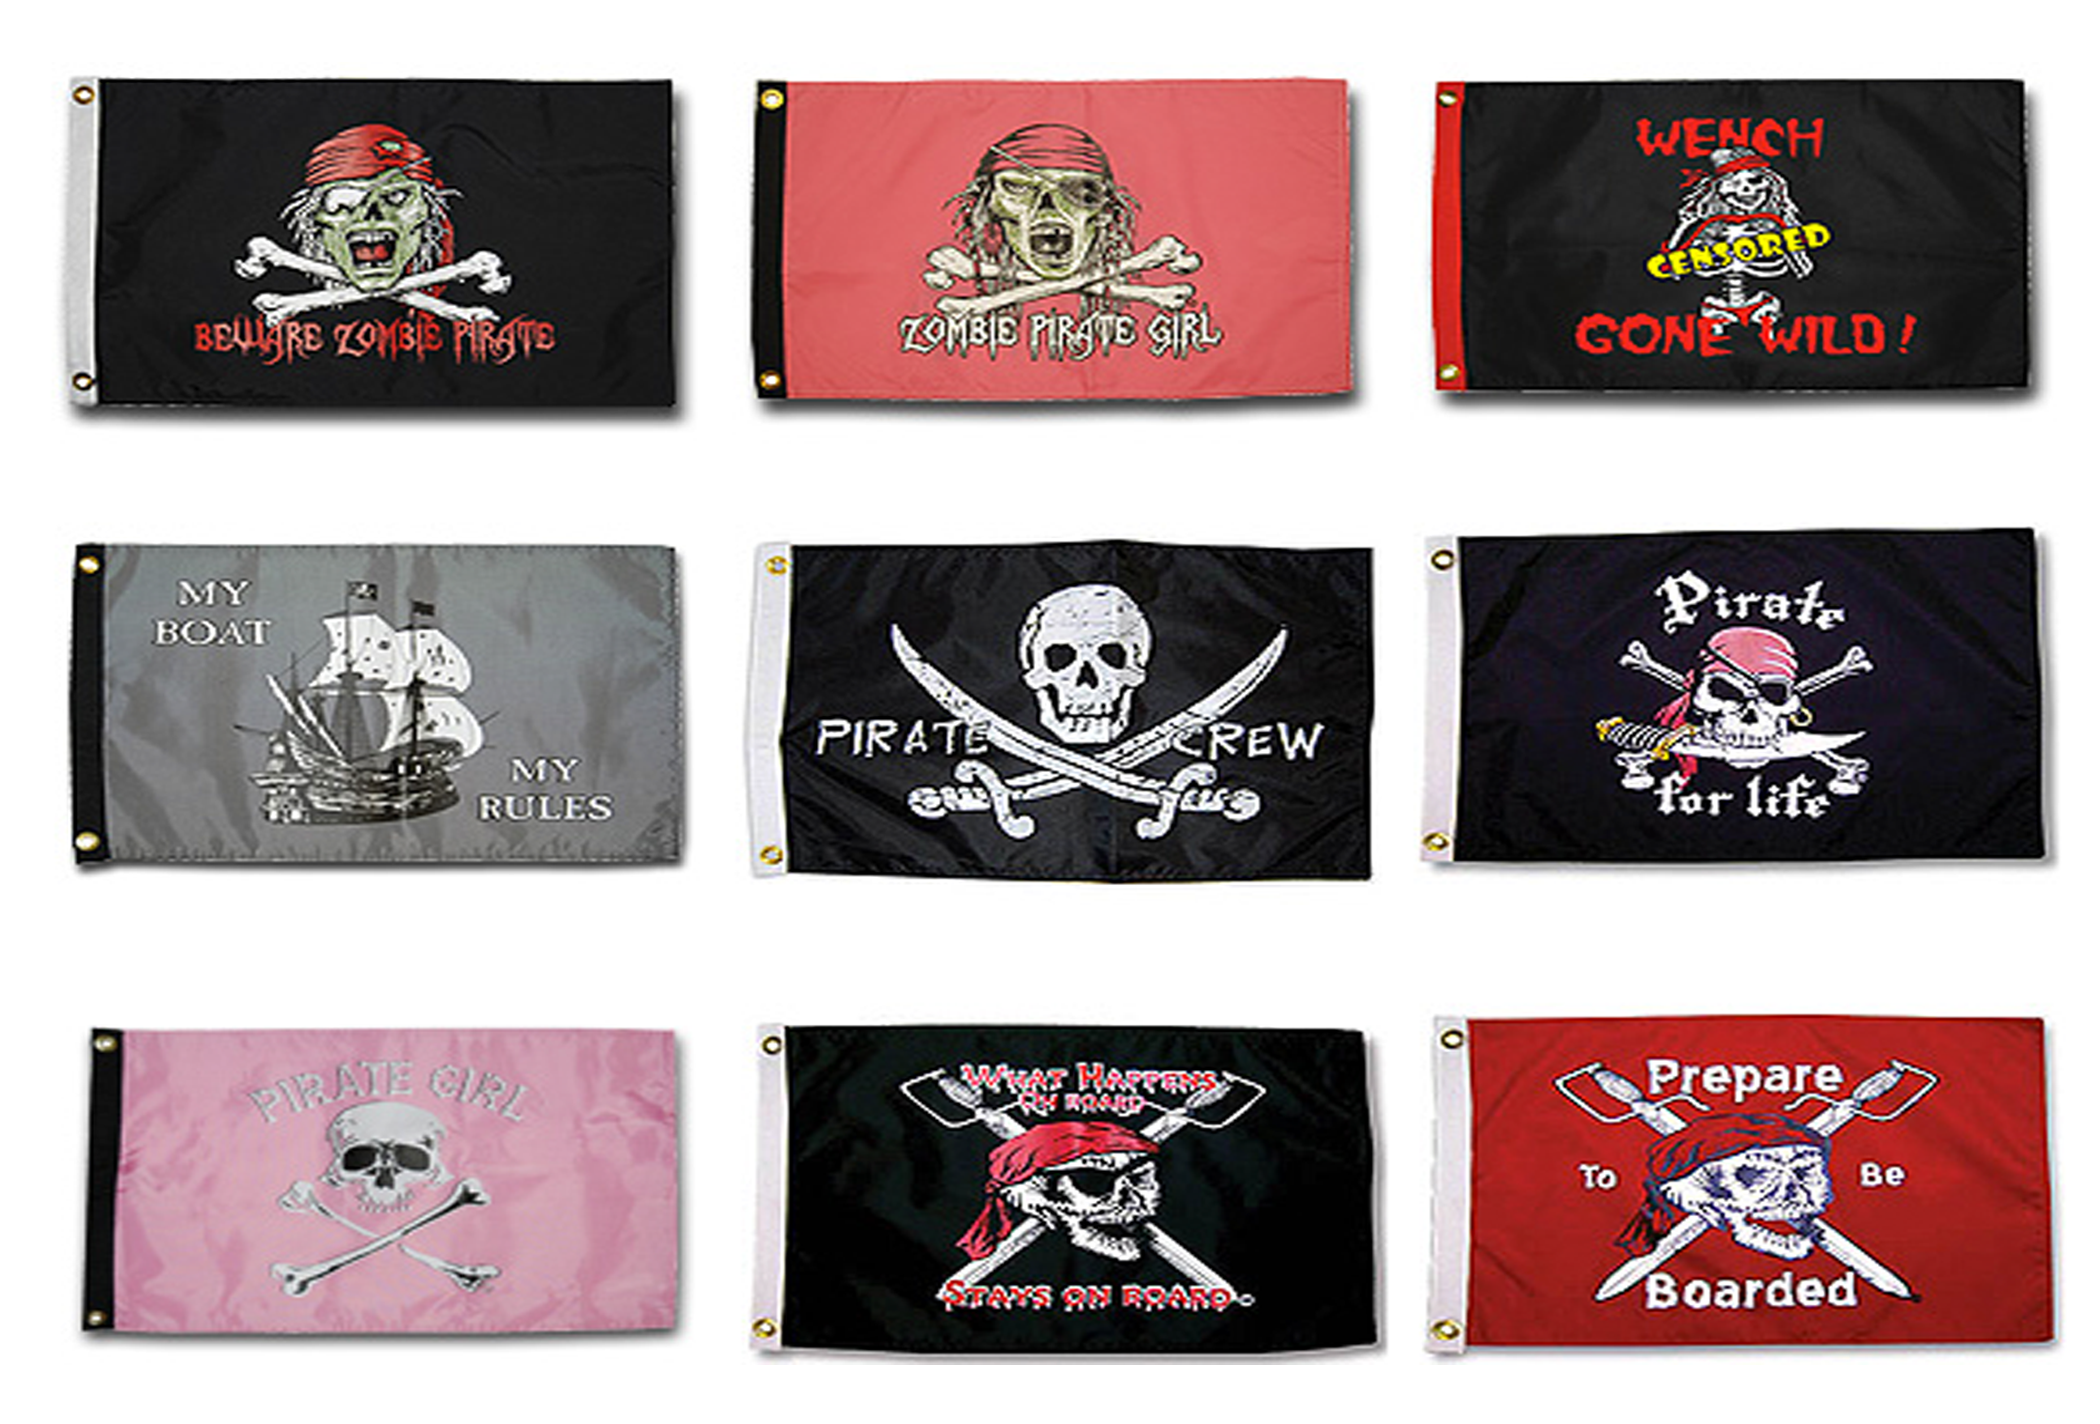 BEWARE ZOMBIE PIRATE
ZOMBIE PIRATE GIRL
WENCH
CENSORED
GONE WILD!
MY
BOAT
MY
RULES
PIRATE CREW
Pirate
for life
PIRATE GIRL
WHAT HAPPENS
ON BOARD
STAYS ON BOARD
Prepare
To Be
Boarded